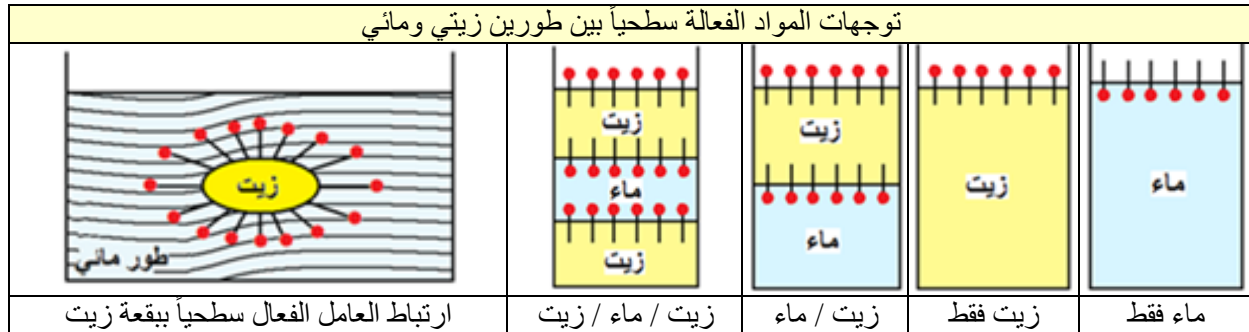 توجهات المواد الفعالة سطحياً بين طورين زيتي ومائي
ماء
زيت
زيت
ماء
زيت
ماء
زيت
زيت
طور مائي
ماء فقط
زيت فقط
زيت / ماء
زيت / ماء / زيت
ارتباط العامل الفعال سطحياً ببقعة زيت